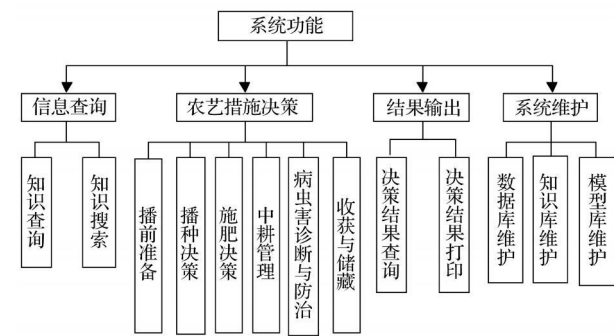 系统功能
信息查询
农艺措施决策
结果输出
系统维护
知识查询
知识搜索
播前准备
播种决策
施肥决策
中耕管理
病虫害诊断与防治
收获与储藏
决策结果查询
决策结果打印
数据库维护
知识库维护
模型库维护